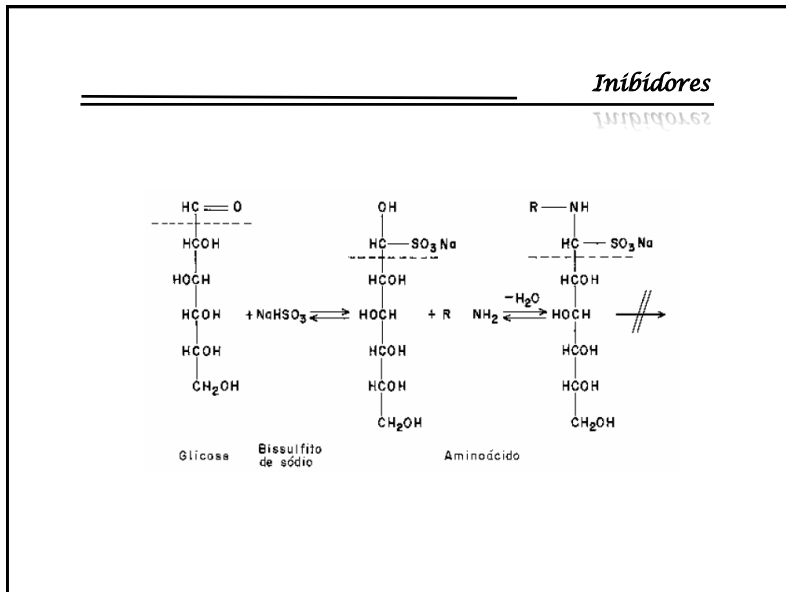 Inibidores
HC=O OH R—NH
HCOH HC—SO₃Na HC—SO₃Na
HOCH HCOH HCOH
HCOH + NaHSO₃ ⇌ HOCH + R NH₂ −H₂O ⇌ HOCH
HCOH HCOH HCOH
CH₂OH HCOH HCOH
CH₂OH CH₂OH
Glicose Bissulfito de sódio Aminoácido